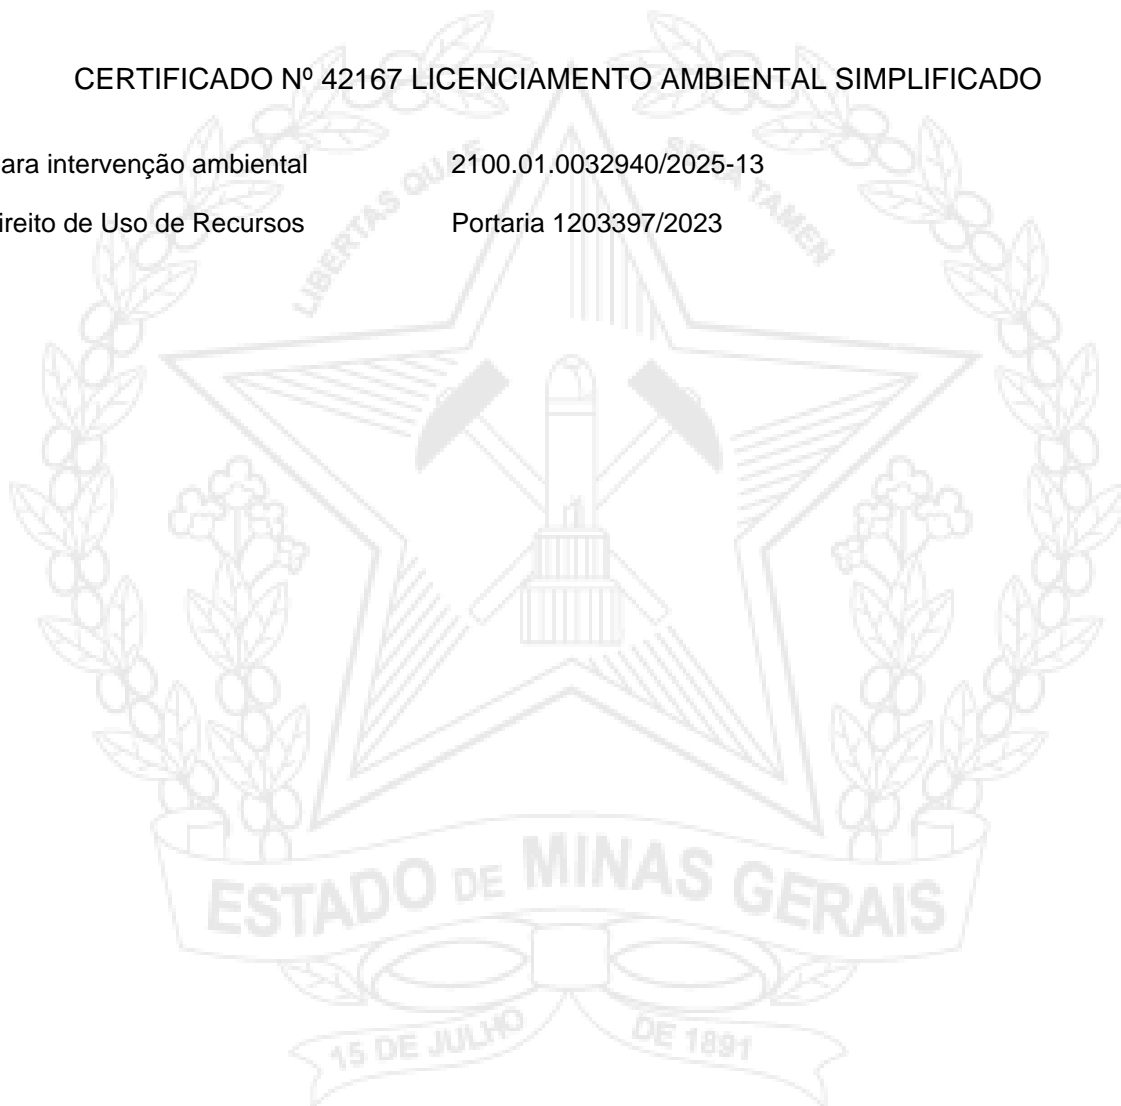 CERTIFICADO Nº 42167 LICENCIAMENTO AMBIENTAL SIMPLIFICADO
ara intervenção ambiental 2100.01.0032940/2025-13
ireito de Uso de Recursos Portaria 1203397/2023
LIBERTAS QUAE SERA TAMEN
ESTADO DE MINAS GERAIS
15 DE JULHO DE 1891